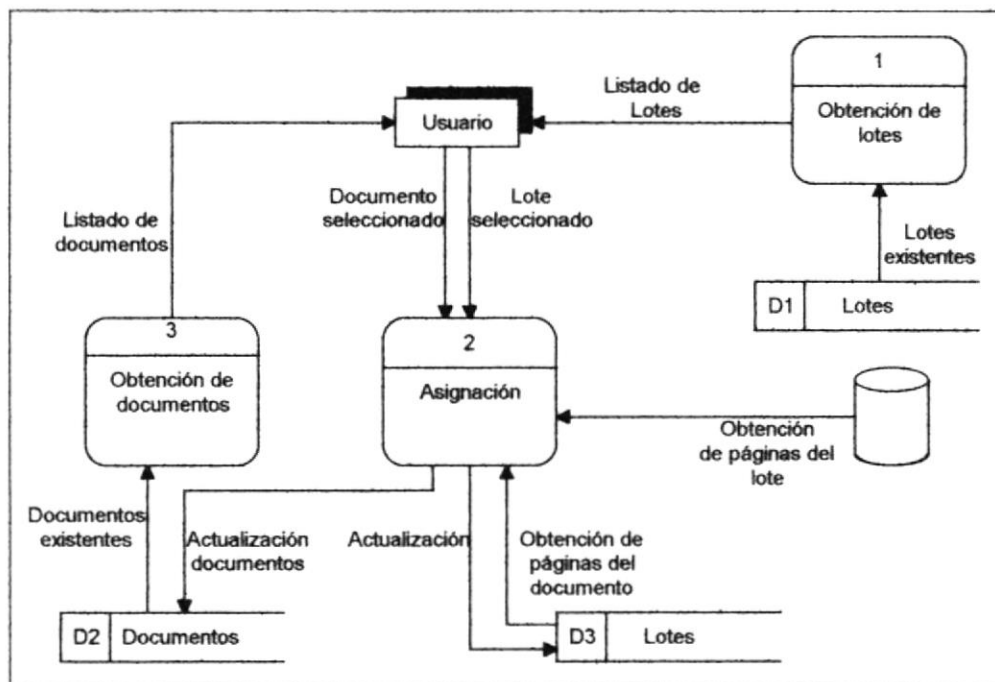 1
Obtención de
lotes
Listado de
Lotes
Usuario
Documento
seleccionado
Lote
seleccionado
Listado de
documentos
Lotes
existentes
D1
Lotes
3
Obtención de
documentos
2
Asignación
Obtención
de páginas del
lote
Documentos
existentes
Actualización
documentos
Actualización
Obtención de
páginas del
documento
D2
Documentos
D3
Lotes